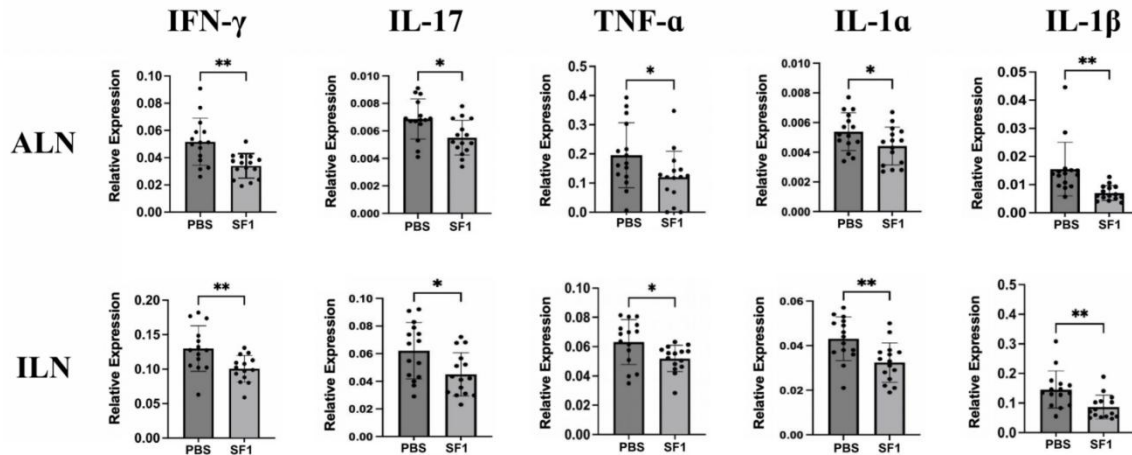 IFN-γ IL-17 TNF-α IL-1α IL-1β
ALN
Relative Expression
0.10
0.08
0.06
0.04
0.02
0.00
**
PBS SF1
Relative Expression
0.010
0.008
0.006
0.004
0.002
0.000
*
PBS SF1
Relative Expression
0.5
0.4
0.3
0.2
0.1
0.0
*
PBS SF1
Relative Expression
0.010
0.008
0.006
0.004
0.002
0.000
*
PBS SF1
Relative Expression
0.05
0.04
0.03
0.02
0.01
0.00
**
PBS SF1
ILN
Relative Expression
0.20
0.15
0.10
0.05
0.00
**
PBS SF1
Relative Expression
0.10
0.08
0.06
0.04
0.02
0.00
*
PBS SF1
Relative Expression
0.10
0.08
0.06
0.04
0.02
0.00
*
PBS SF1
Relative Expression
0.06
0.04
0.02
0.00
**
PBS SF1
Relative Expression
0.5
0.4
0.3
0.2
0.1
0.0
**
PBS SF1